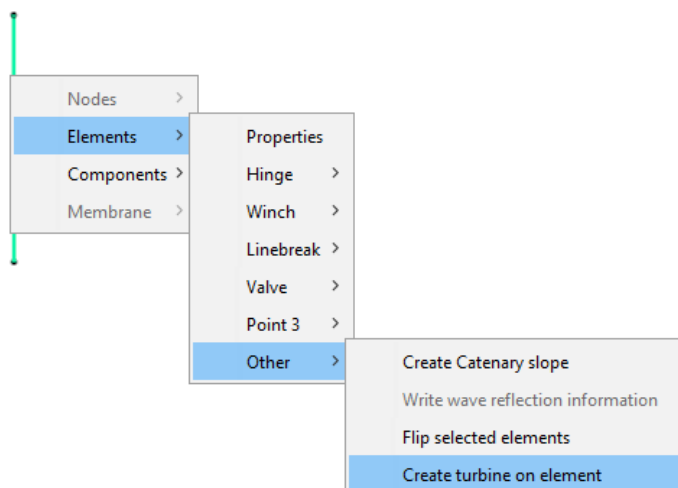 Nodes
Elements
Components
Membrane
Properties
Hinge
Winch
Linebreak
Valve
Point 3
Other
Create Catenary slope
Write wave reflection information
Flip selected elements
Create turbine on element